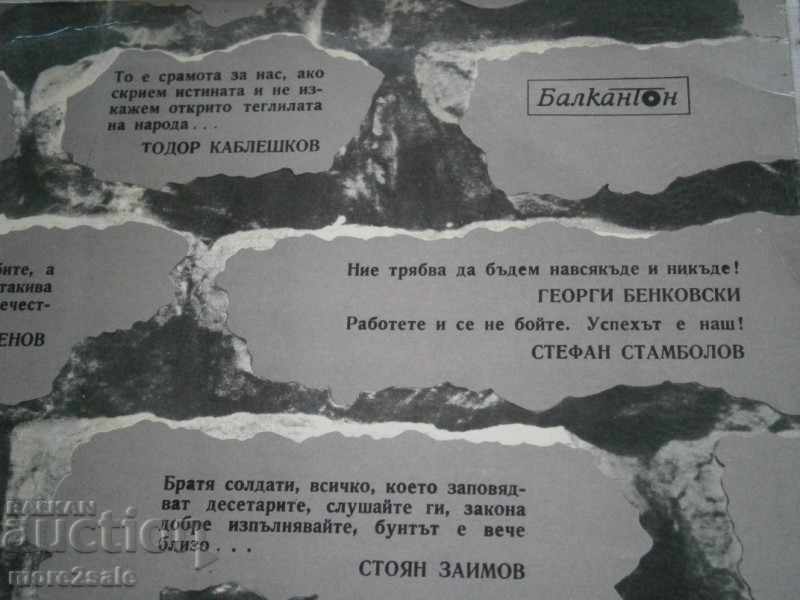 То е срамота за нас, ако
скрием истината и не из-
кажем открито теглилата
на народа . . .
ТОДОР КАБЛЕШКОВ
Балкантон
бите, а
такива
ечест-
ЕНОВ
Ние трябва да бъдем навсякъде и никъде!
ГЕОРГИ БЕНКОВСКИ
Работете и се не бойте. Успехът е наш!
СТЕФАН СТАМБОЛОВ
Братя солдати, всичко, което заповяд-
ват десетарите, слушайте ги, закона
добре изпълнявайте, бунтът е вече
близо . . .
СТОЯН ЗАИМОВ
BALKAN
auction
more2sale